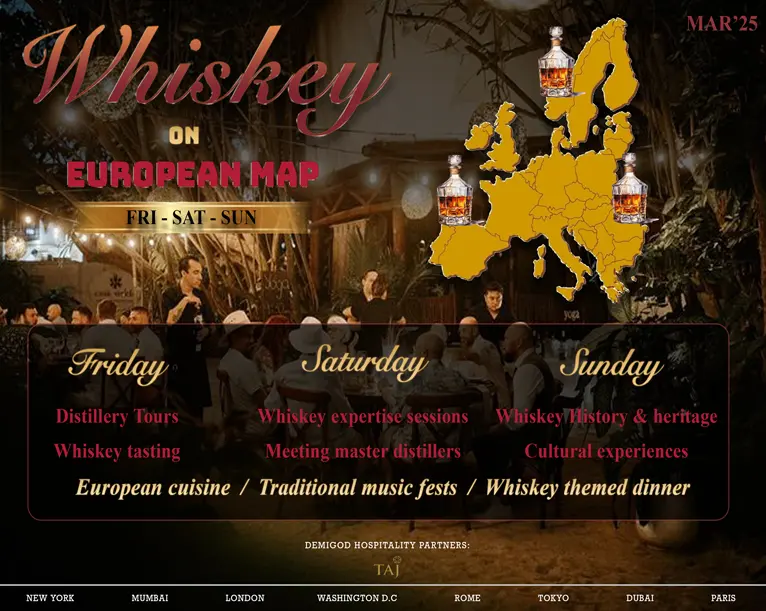 MAR'25
Whiskey
ON
EUROPEAN MAP
FRI - SAT - SUN
Friday
Saturday
Sunday
Distillery Tours
Whiskey expertise sessions
Whiskey History & heritage
Whiskey tasting
Meeting master distillers
Cultural experiences
European cuisine / Traditional music fests / Whiskey themed dinner
DEMIGOD HOSPITALITY PARTNERS:
TAJ
NEW YORK
MUMBAI
LONDON
WASHINGTON D.C
ROME
TOKYO
DUBAI
PARIS